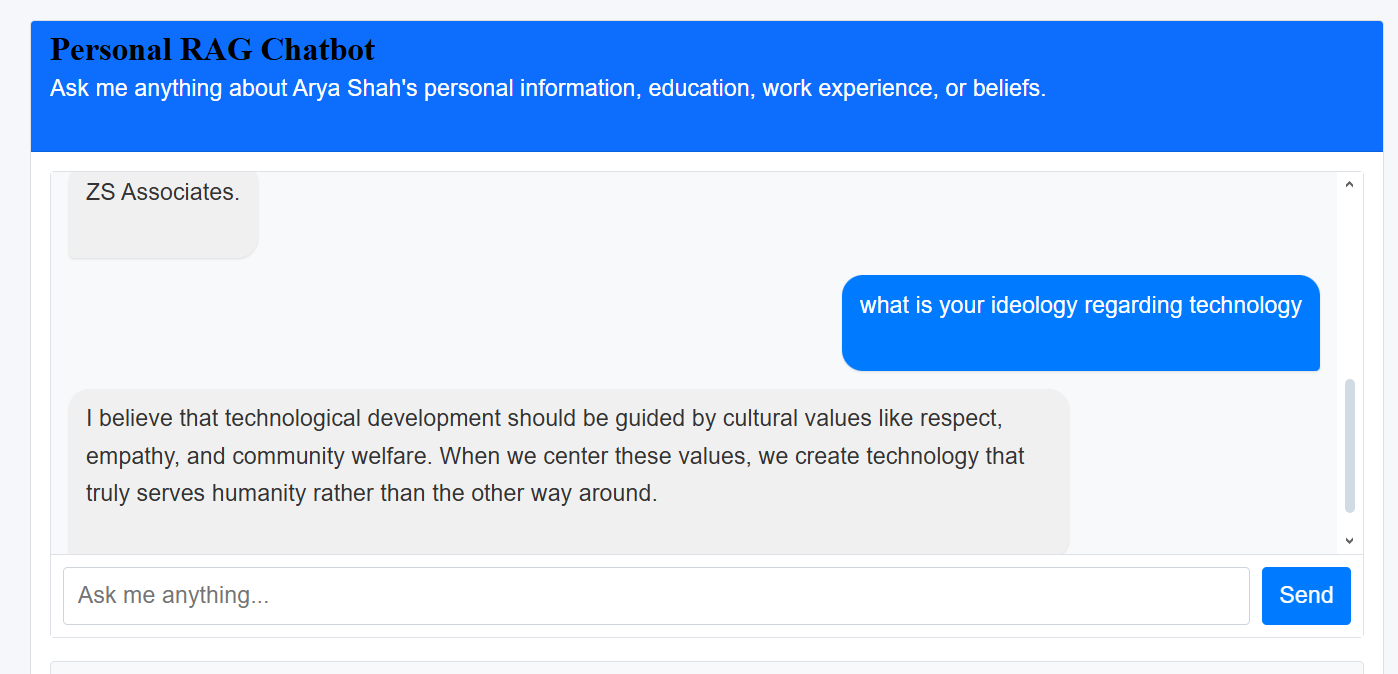 Personal RAG Chatbot
Ask me anything about Arya Shah's personal information, education, work experience, or beliefs.
ZS Associates.
what is your ideology regarding technology
I believe that technological development should be guided by cultural values like respect,
empathy, and community welfare. When we center these values, we create technology that
truly serves humanity rather than the other way around.
Ask me anything...
Send